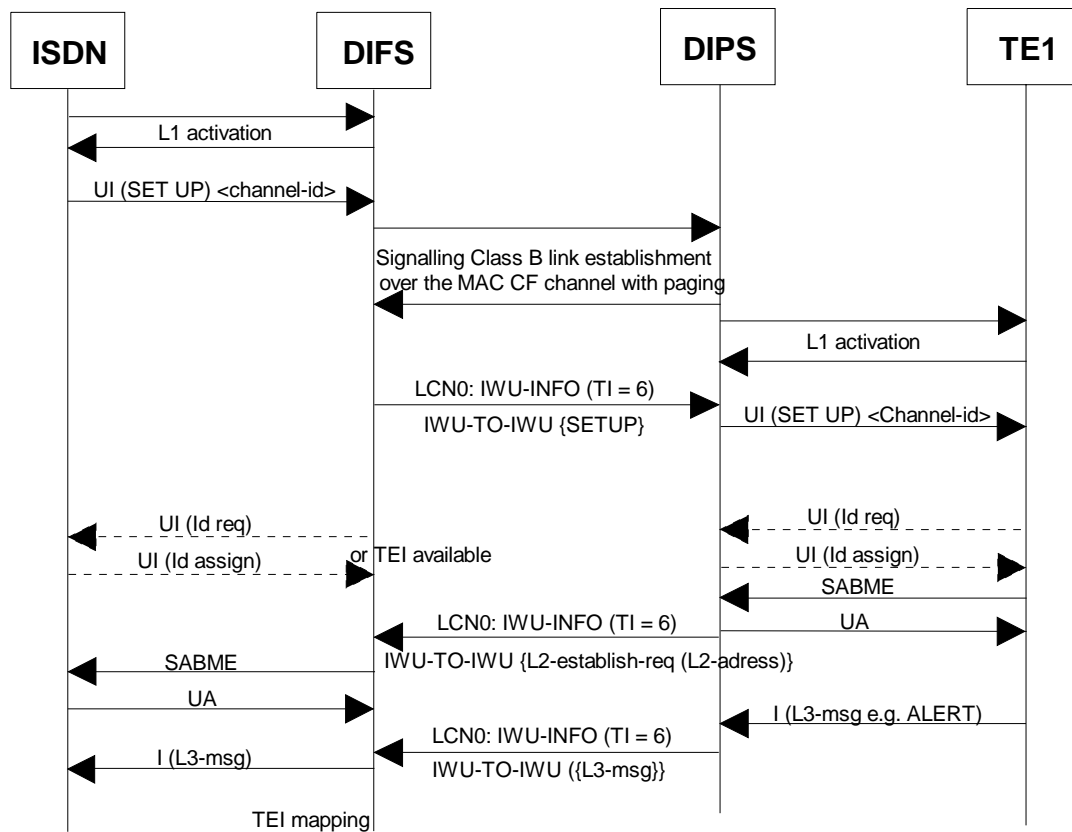 ISDN
DIFS
DIPS
TE1
L1 activation
UI (SET UP) <channel-id>
Signalling Class B link establishment
over the MAC CF channel with paging
L1 activation
LCN0: IWU-INFO (TI = 6)
IWU-TO-IWU {SETUP}
UI (SET UP) <Channel-id>
UI (Id req)
UI (Id req)
UI (Id assign)
or TEI available
UI (Id assign)
SABME
LCN0: IWU-INFO (TI = 6)
UA
IWU-TO-IWU {L2-establish-req (L2-adress)}
SABME
UA
I (L3-msg e.g. ALERT)
LCN0: IWU-INFO (TI = 6)
I (L3-msg)
IWU-TO-IWU ({L3-msg}}
TEI mapping